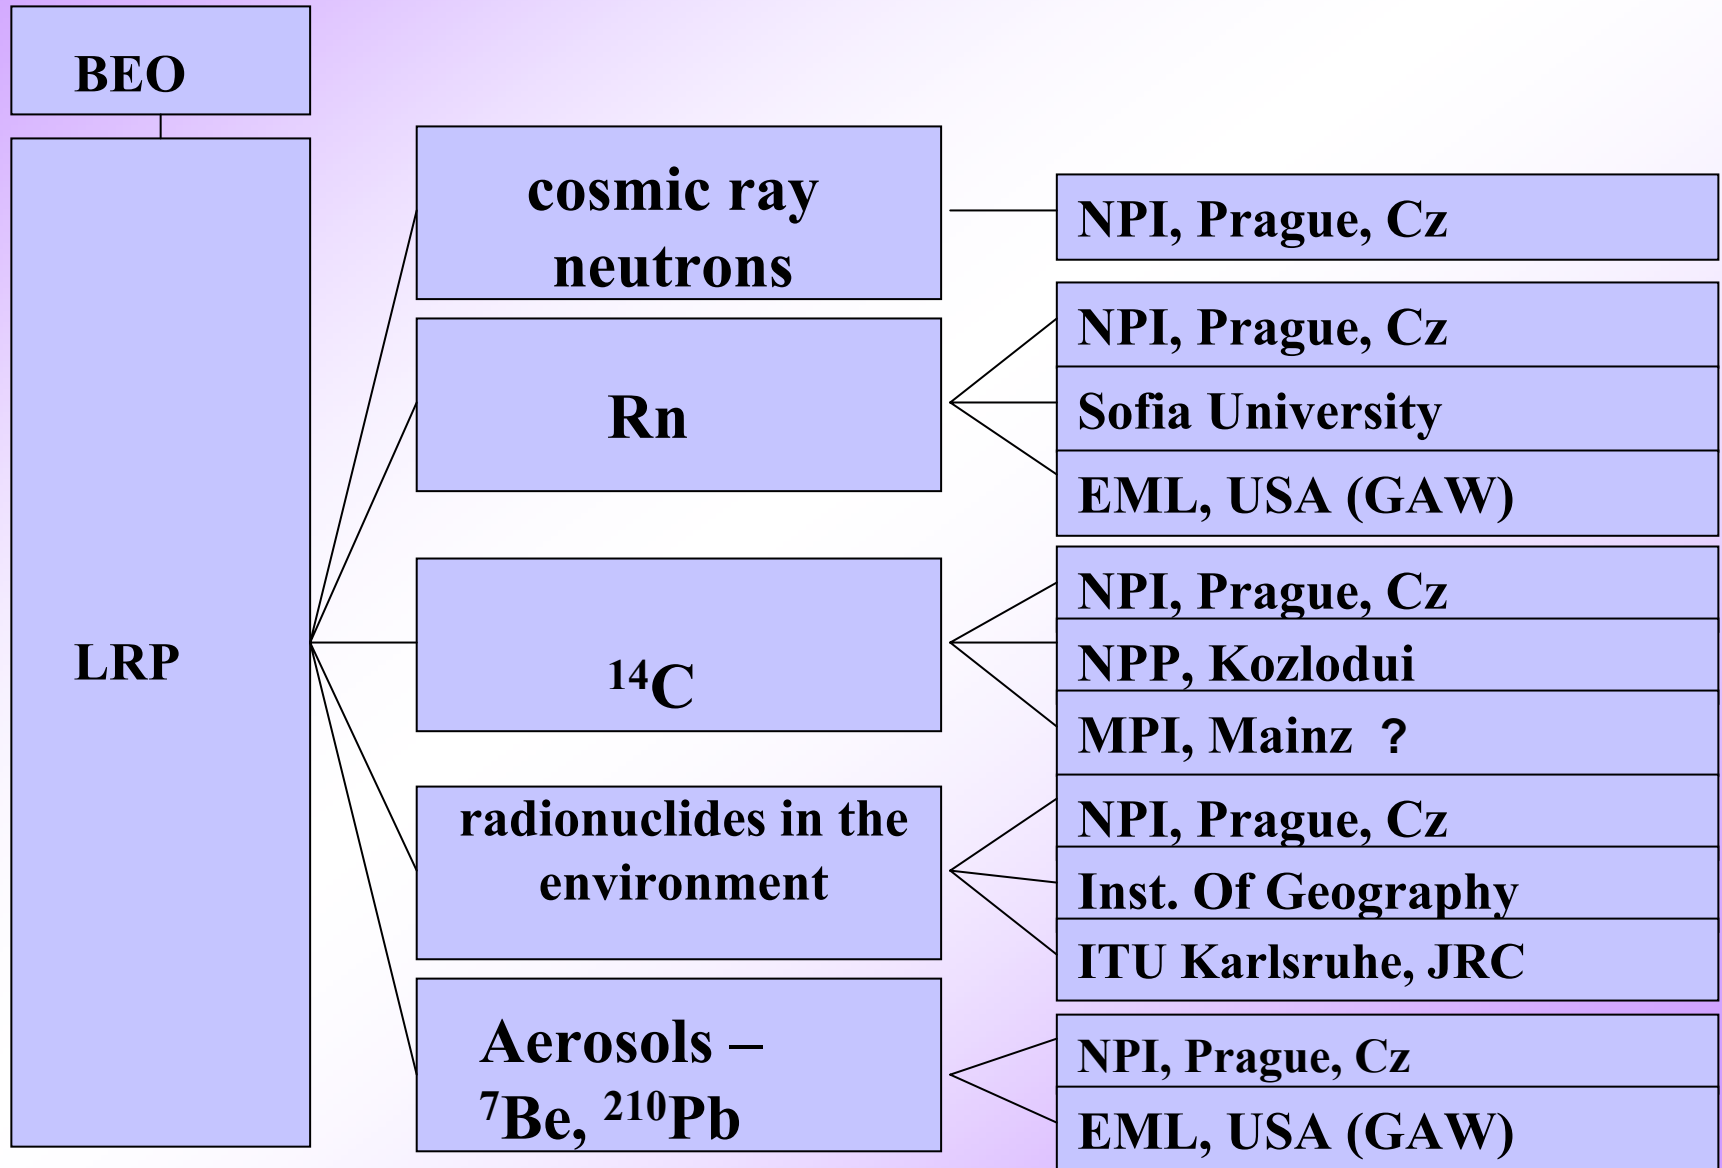 BEO
LRP
cosmic ray
neutrons
NPI, Prague, Cz
Rn
NPI, Prague, Cz
Sofia University
EML, USA (GAW)
¹⁴C
NPI, Prague, Cz
NPP, Kozlodui
MPI, Mainz ?
radionuclides in the
environment
NPI, Prague, Cz
Inst. Of Geography
ITU Karlsruhe, JRC
Aerosols –
⁷Be, ²¹⁰Pb
NPI, Prague, Cz
EML, USA (GAW)